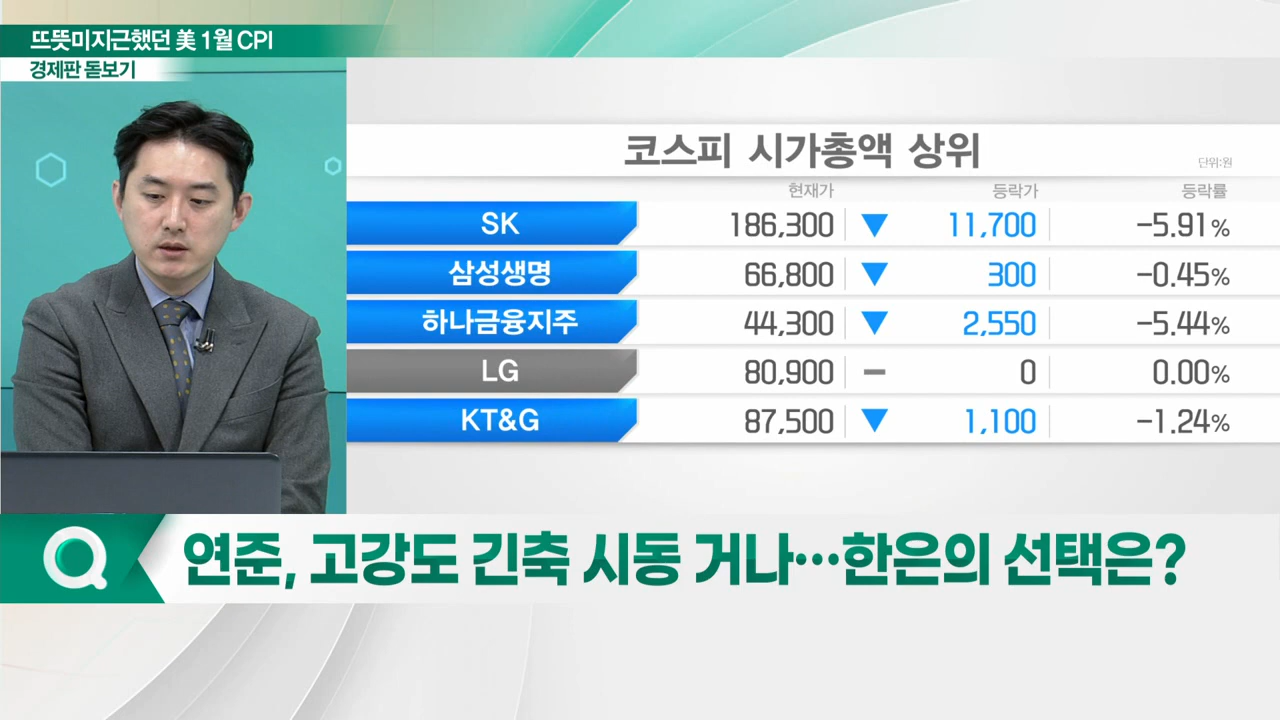 뜨뜻미지근했던 美 1월 CPI
경제판 돋보기
코스피 시가총액 상위
단위:원
현재가 등락가 등락률
SK 186,300 ▼ 11,700 -5.91%
삼성생명 66,800 ▼ 300 -0.45%
하나금융지주 44,300 ▼ 2,550 -5.44%
LG 80,900 - 0 0.00%
KT&G 87,500 ▼ 1,100 -1.24%
Q 연준, 고강도 긴축 시동 거나…한은의 선택은?